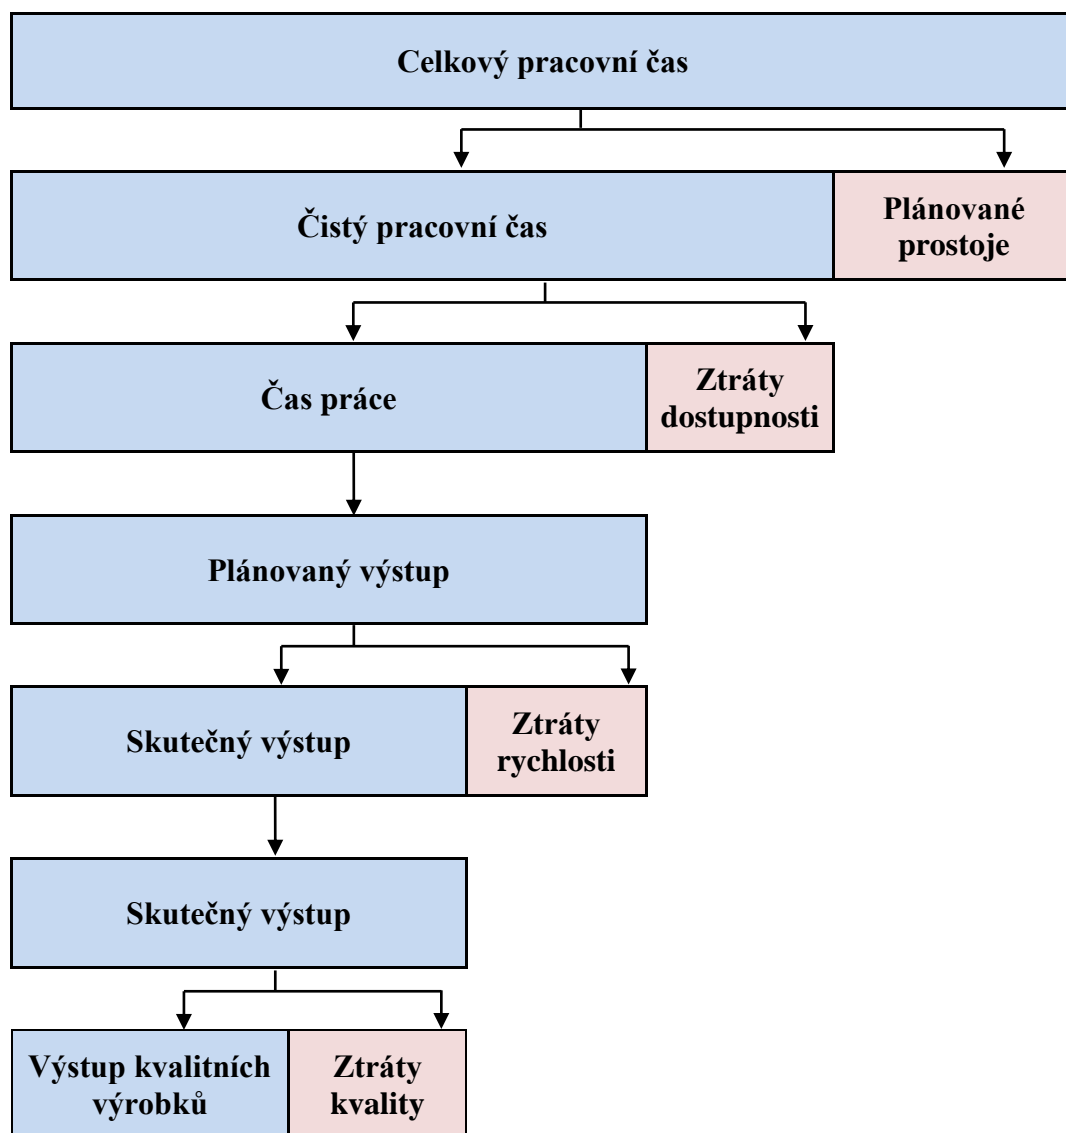 Celkový pracovní čas
Čistý pracovní čas
Plánované
prostoje
Čas práce
Ztráty
dostupnosti
Plánovaný výstup
Skutečný výstup
Ztráty
rychlosti
Skutečný výstup
Výstup kvalitních
výrobků
Ztráty
kvality